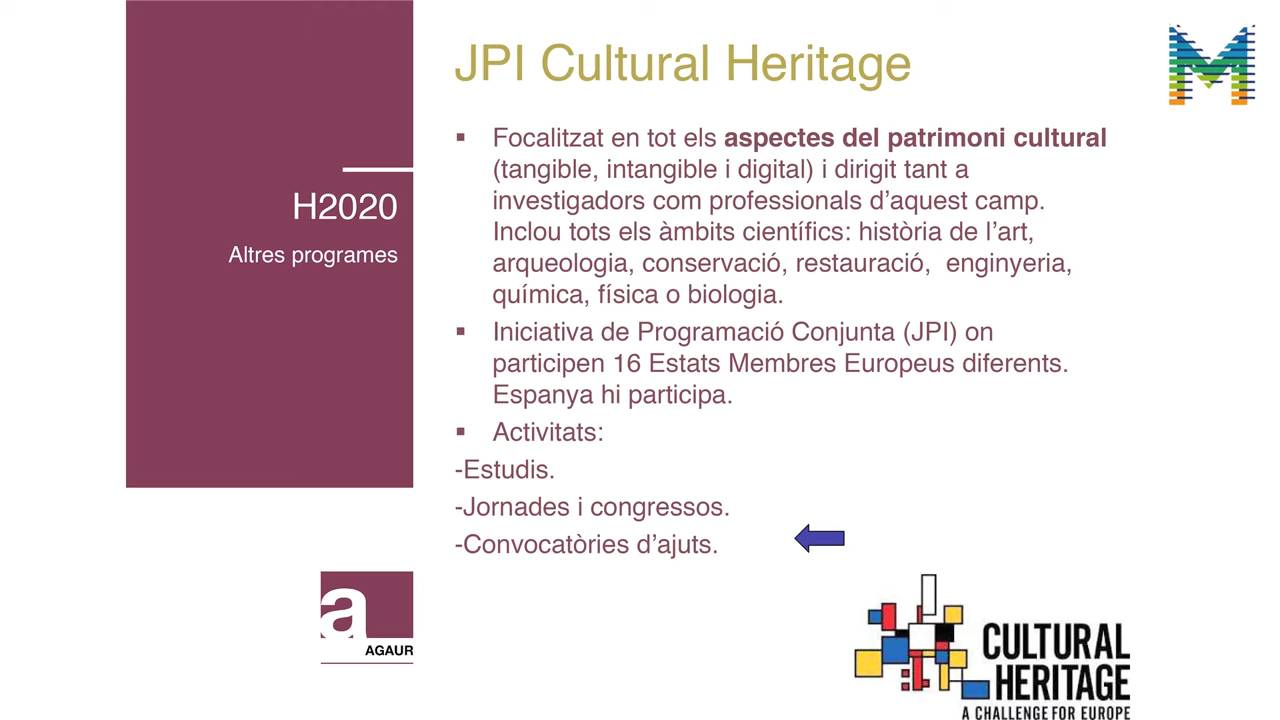 JPI Cultural Heritage
H2020
Altres programes
▪ Focalitzat en tot els aspectes del patrimoni cultural
(tangible, intangible i digital) i dirigit tant a
investigadors com professionals d’aquest camp.
Inclou tots els àmbits científics: història de l’art,
arqueologia, conservació, restauració, enginyeria,
química, física o biologia.
▪ Iniciativa de Programació Conjunta (JPI) on
participen 16 Estats Membres Europeus diferents.
Espanya hi participa.
▪ Activitats:
-Estudis.
-Jornades i congressos.
-Convocatòries d’ajuts.
a
AGAUR
M
CULTURAL
HERITAGE
A CHALLENGE FOR EUROPE